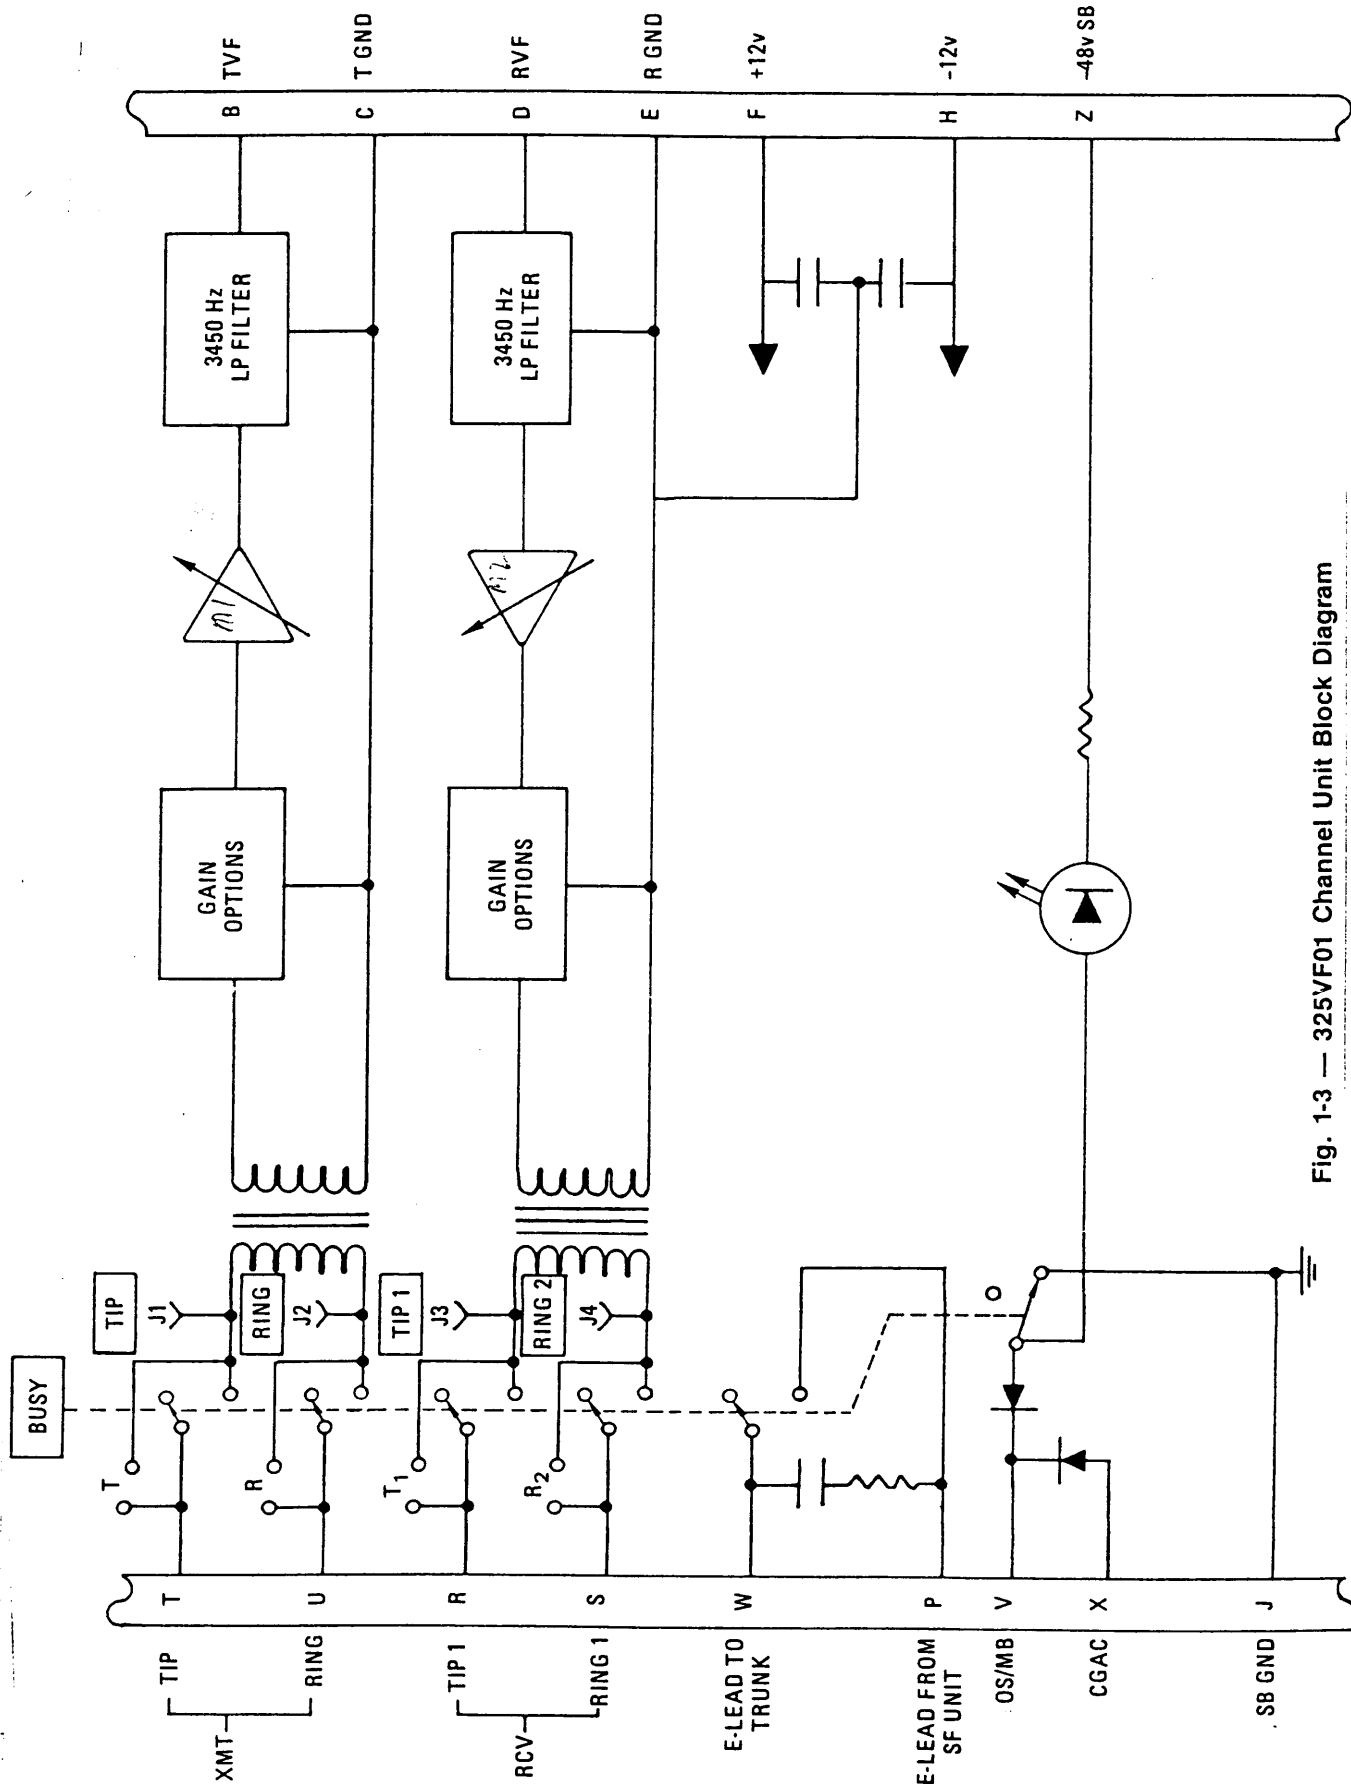 BUSY
TIP
J1
RING
J2
TIP 1
J3
RING 2
J4
T
R
T1
R2
XMT
TIP
RING
RCV
TIP 1
RING 1
E-LEAD TO
TRUNK
E-LEAD FROM
SF UNIT
OS/MB
CGAC
SB GND
T
U
R
S
W
P
V
X
J
GAIN
OPTIONS
M1
3450 Hz
LP FILTER
GAIN
OPTIONS
M2
3450 Hz
LP FILTER
B
C
D
E
F
H
Z
TVF
T GND
RVF
R GND
+12v
-12v
-48v SB
Fig. 1-3 — 325VF01 Channel Unit Block Diagram